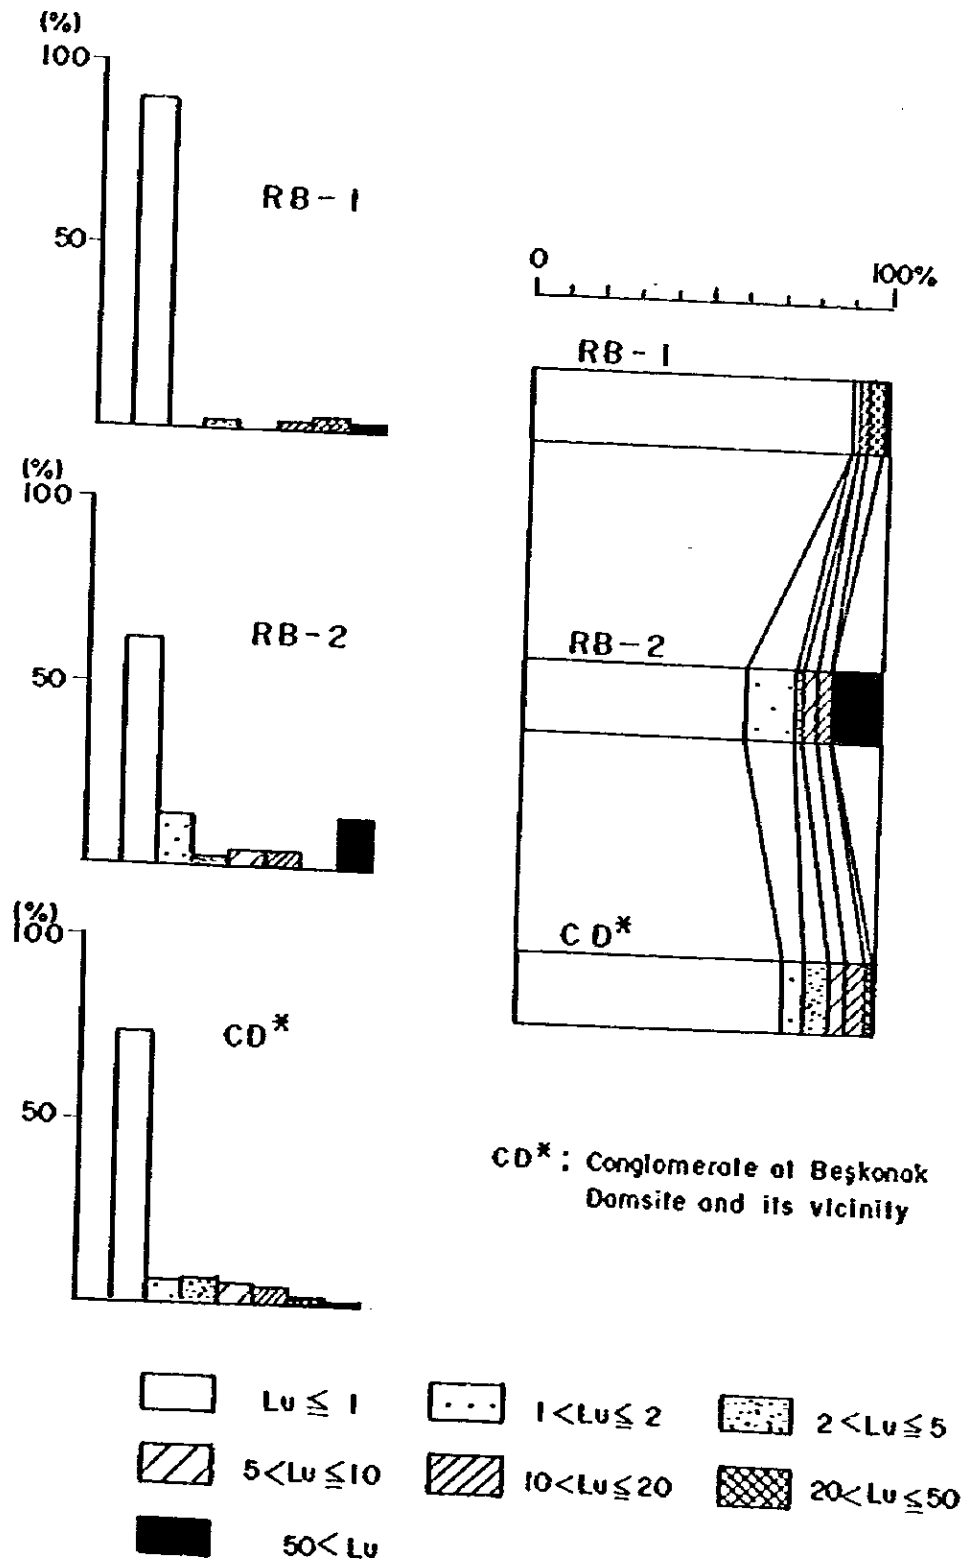 (%)
100
50
RB-1
(%)
100
50
RB-2
(%)
100
50
CD*
0 100%
RB-1
RB-2
CD*
CD* : Conglomerate at Beşkonak
Damsite and its vicinity
Lu ≦ 1
1<Lu≦2
2<Lu≦5
5<Lu≦10
10<Lu≦20
20<Lu≦50
50<Lu